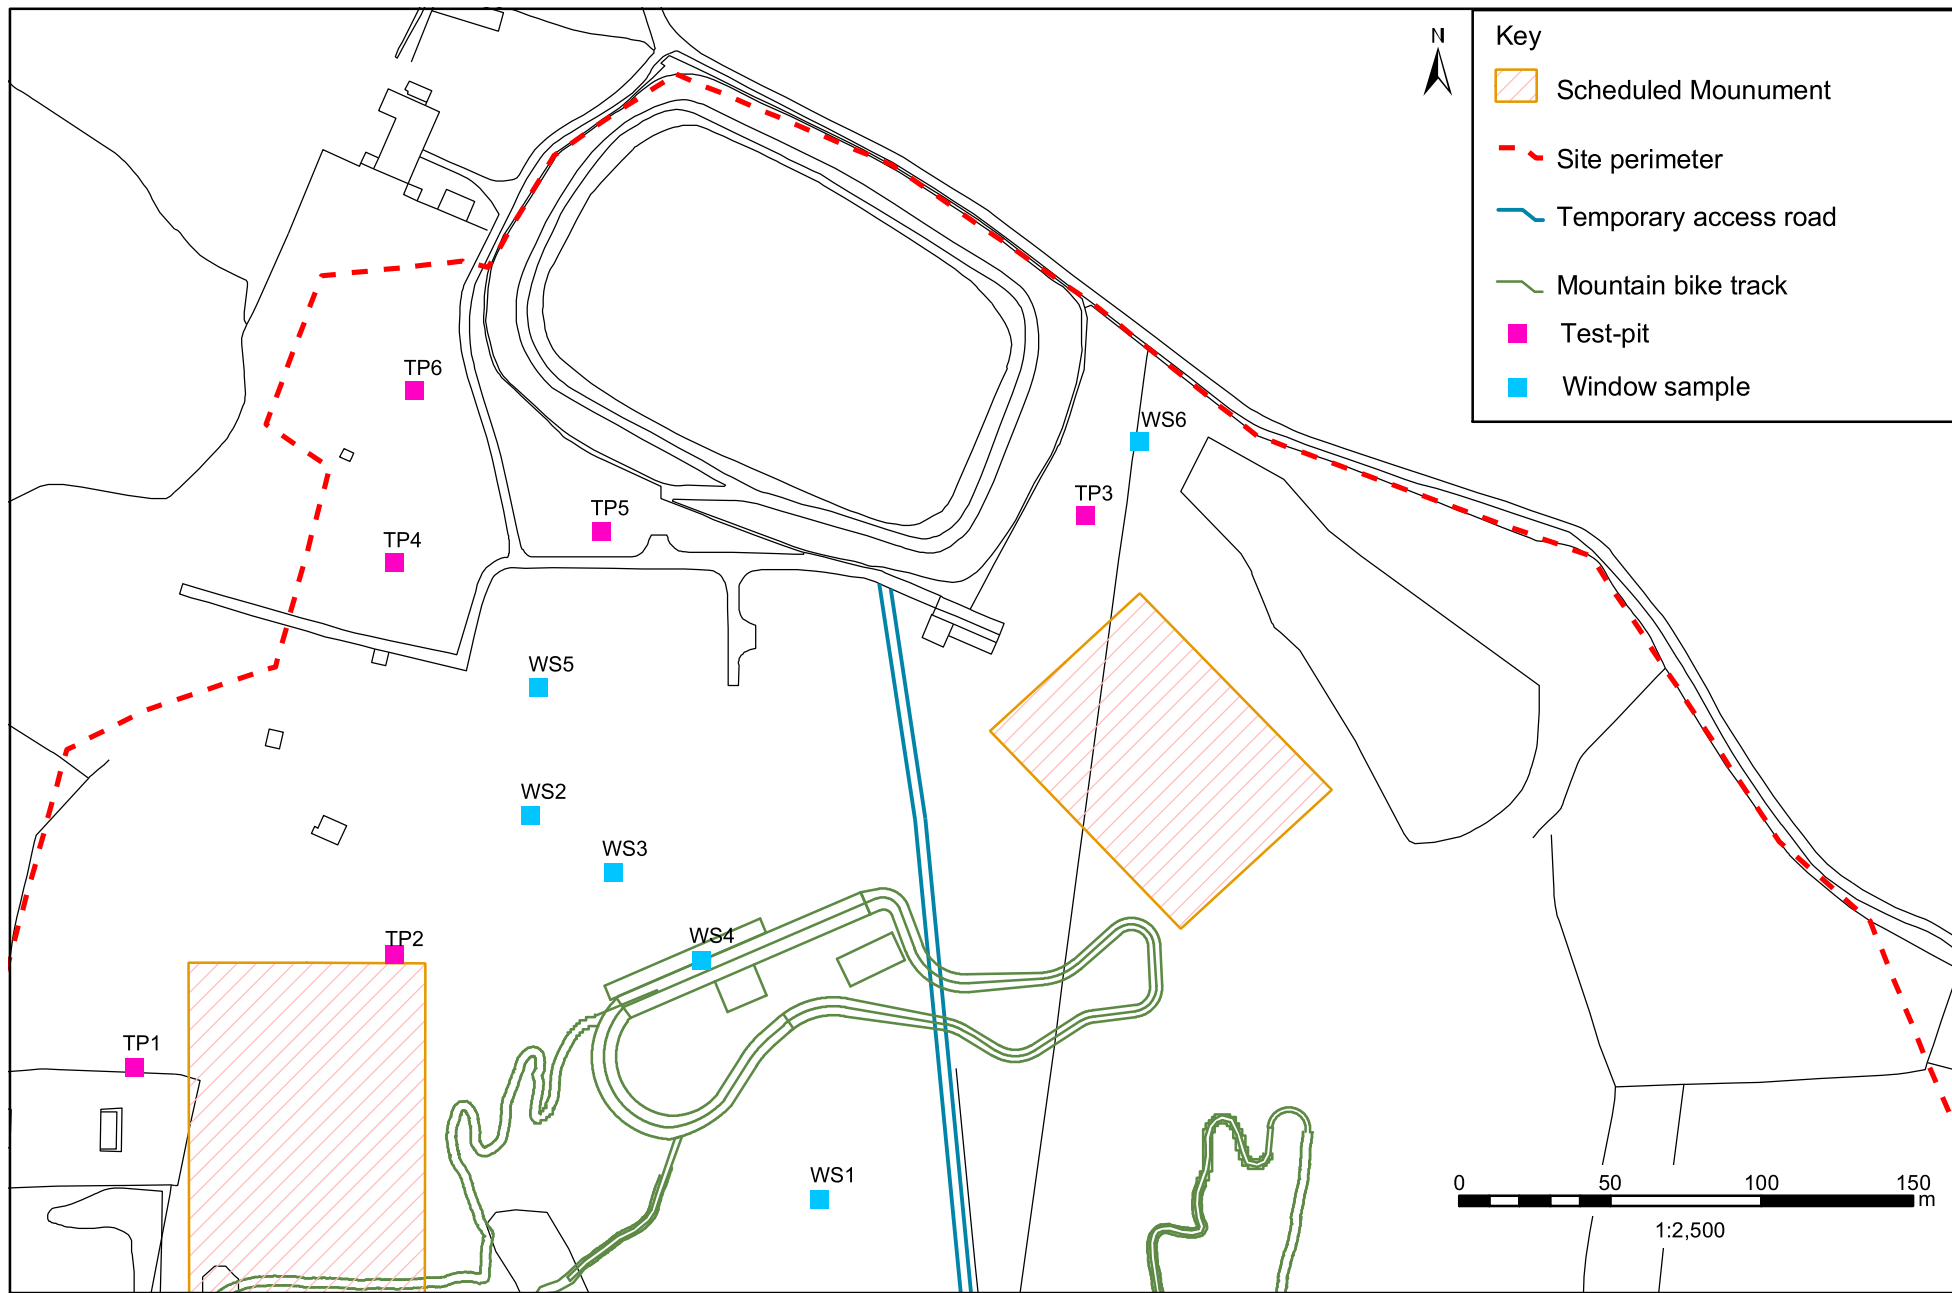 N
Key
Scheduled Mounument
Site perimeter
Temporary access road
Mountain bike track
Test-pit
Window sample
TP6
WS6
TP5
TP3
TP4
WS5
WS2
WS3
TP2
WS4
TP1
WS1
0 50 100 150
m
1:2,500